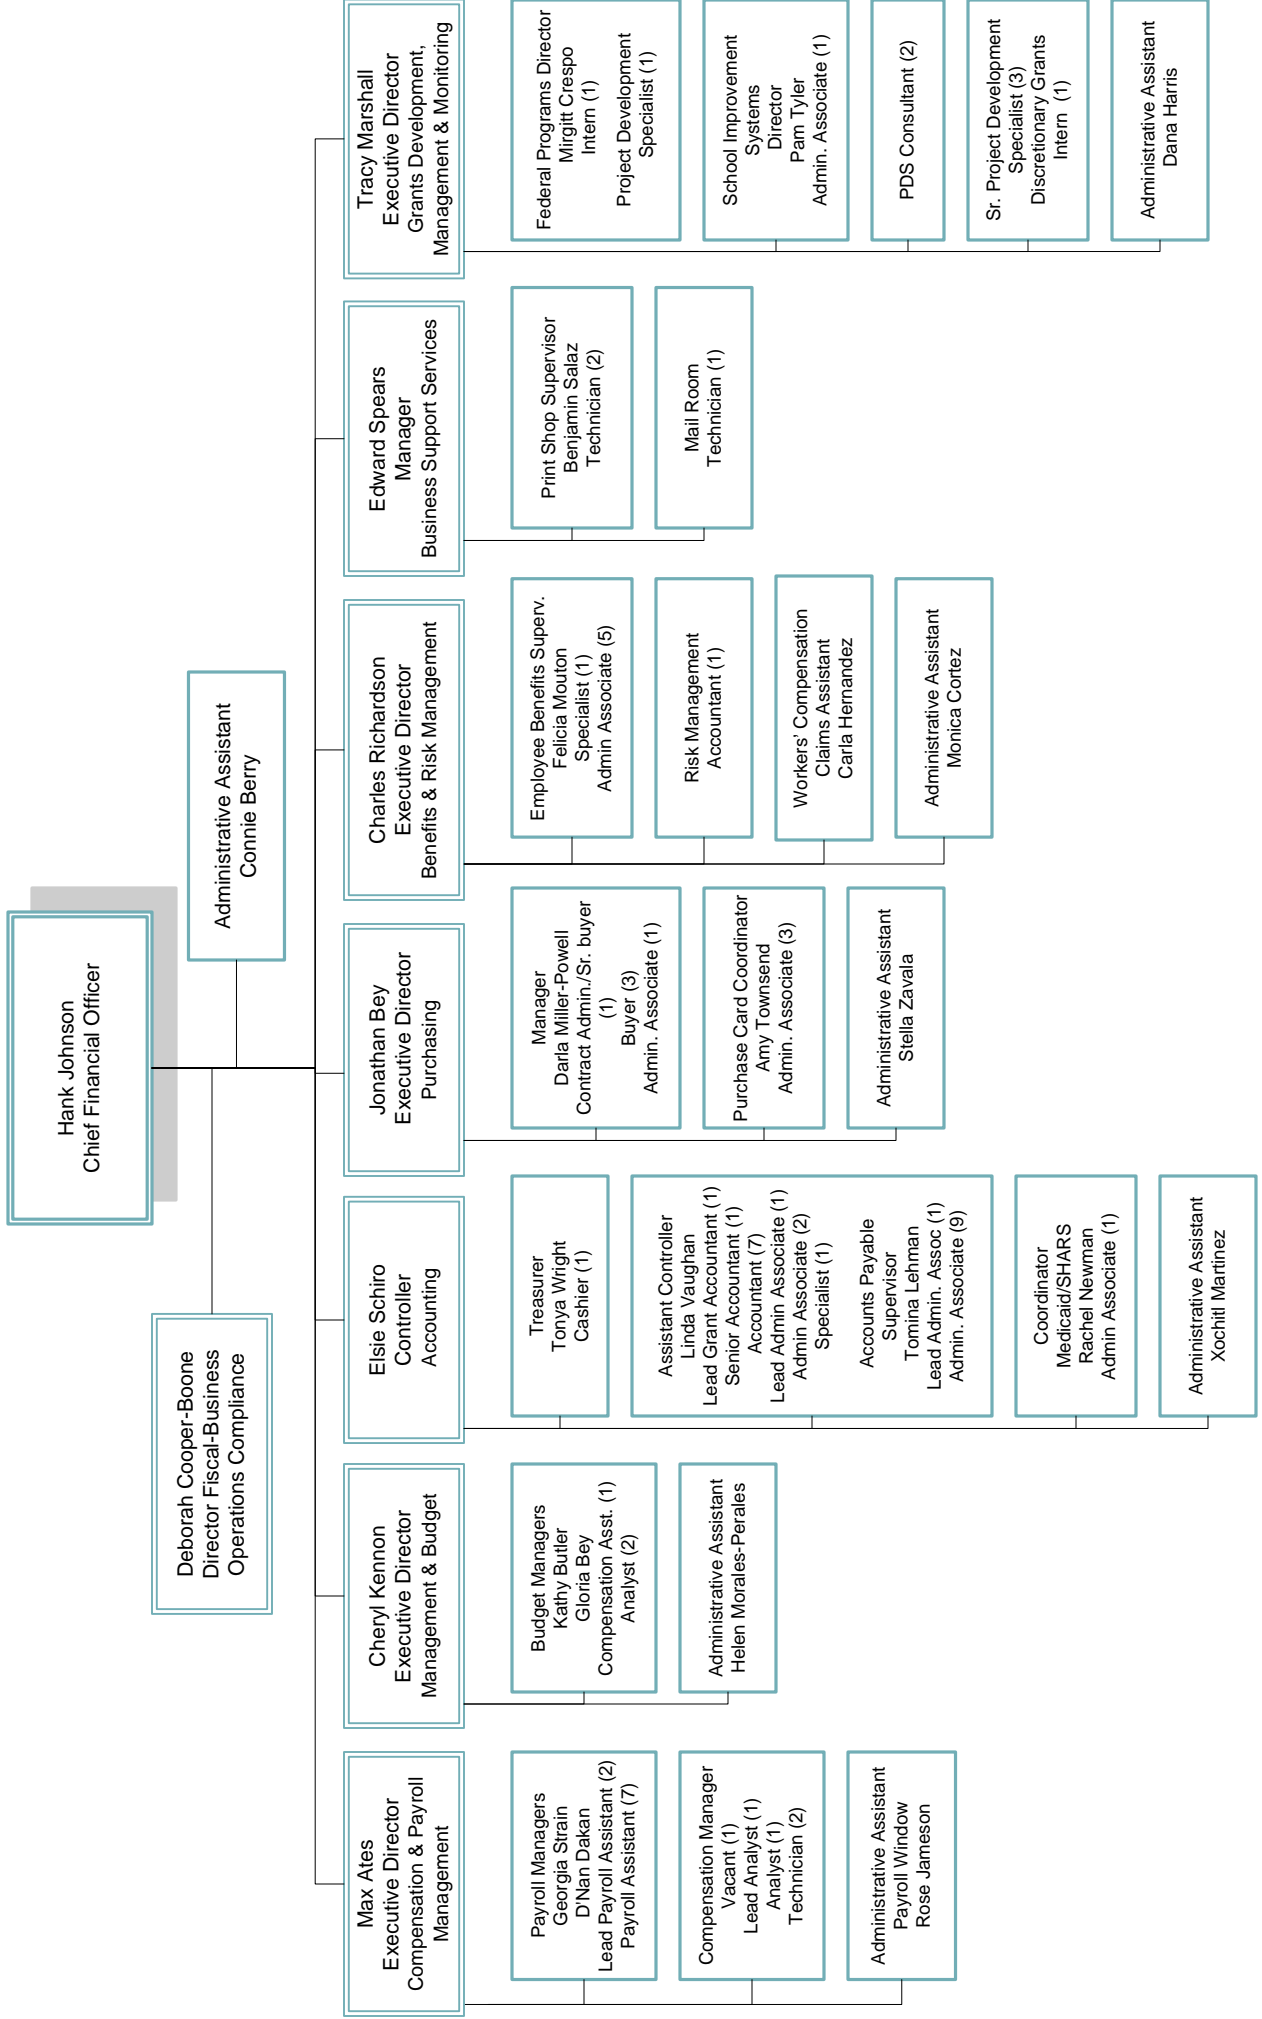 Hank Johnson
Chief Financial Officer
Deborah Cooper-Boone
Director Fiscal-Business
Operations Compliance
Administrative Assistant
Connie Berry
Max Ates
Executive Director
Compensation & Payroll
Management
Payroll Managers
Georgia Strain
D'Nan Dakan
Lead Payroll Assistant (2)
Payroll Assistant (7)
Compensation Manager
Vacant (1)
Lead Analyst (1)
Analyst (1)
Technician (2)
Administrative Assistant
Payroll Window
Rose Jameson
Cheryl Kennon
Executive Director
Management & Budget
Budget Managers
Kathy Butler
Gloria Bey
Compensation Asst. (1)
Analyst (2)
Administrative Assistant
Helen Morales-Perales
Elsie Schiro
Controller
Accounting
Treasurer
Tonya Wright
Cashier (1)
Assistant Controller
Linda Vaughan
Lead Grant Accountant (1)
Senior Accountant (1)
Accountant (7)
Lead Admin Associate (1)
Admin Associate (2)
Specialist (1)
Accounts Payable
Supervisor
Tomina Lehman
Lead Admin. Assoc (1)
Admin. Associate (9)
Coordinator
Medicaid/SHARS
Rachel Newman
Admin Associate (1)
Administrative Assistant
Xochitl Martinez
Jonathan Bey
Executive Director
Purchasing
Manager
Darla Miller-Powell
Contract Admin./Sr. buyer
(1)
Buyer (3)
Admin. Associate (1)
Purchase Card Coordinator
Amy Townsend
Admin. Associate (3)
Administrative Assistant
Stella Zavala
Charles Richardson
Executive Director
Benefits & Risk Management
Employee Benefits Superv.
Felicia Mouton
Specialist (1)
Admin Associate (5)
Risk Management
Accountant (1)
Workers' Compensation
Claims Assistant
Carla Hernandez
Administrative Assistant
Monica Cortez
Edward Spears
Manager
Business Support Services
Print Shop Supervisor
Benjamin Salaz
Technician (2)
Mail Room
Technician (1)
Tracy Marshall
Executive Director
Grants Development,
Management & Monitoring
Federal Programs Director
Mirgitt Crespo
Intern (1)
Project Development
Specialist (1)
School Improvement
Systems
Director
Pam Tyler
Admin. Associate (1)
PDS Consultant (2)
Sr. Project Development
Specialist (3)
Discretionary Grants
Intern (1)
Administrative Assistant
Dana Harris